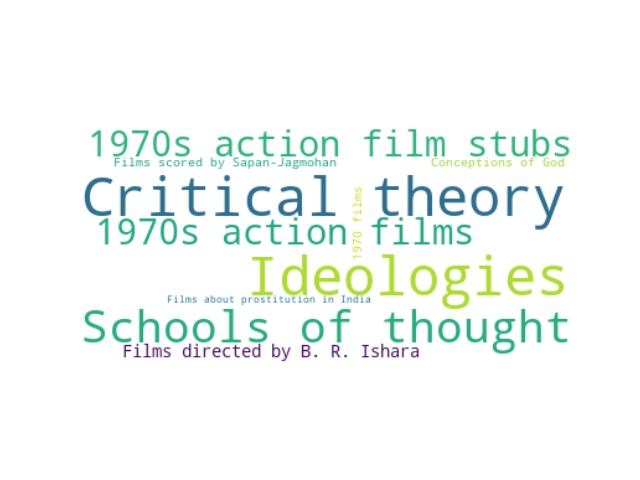 1970s action film stubs
Films scored by Sapan-Jagmohan
Conceptions of God
Critical theory
1970 films
1970s action films
Ideologies
Films about prostitution in India
Schools of thought
Films directed by B. R. Ishara